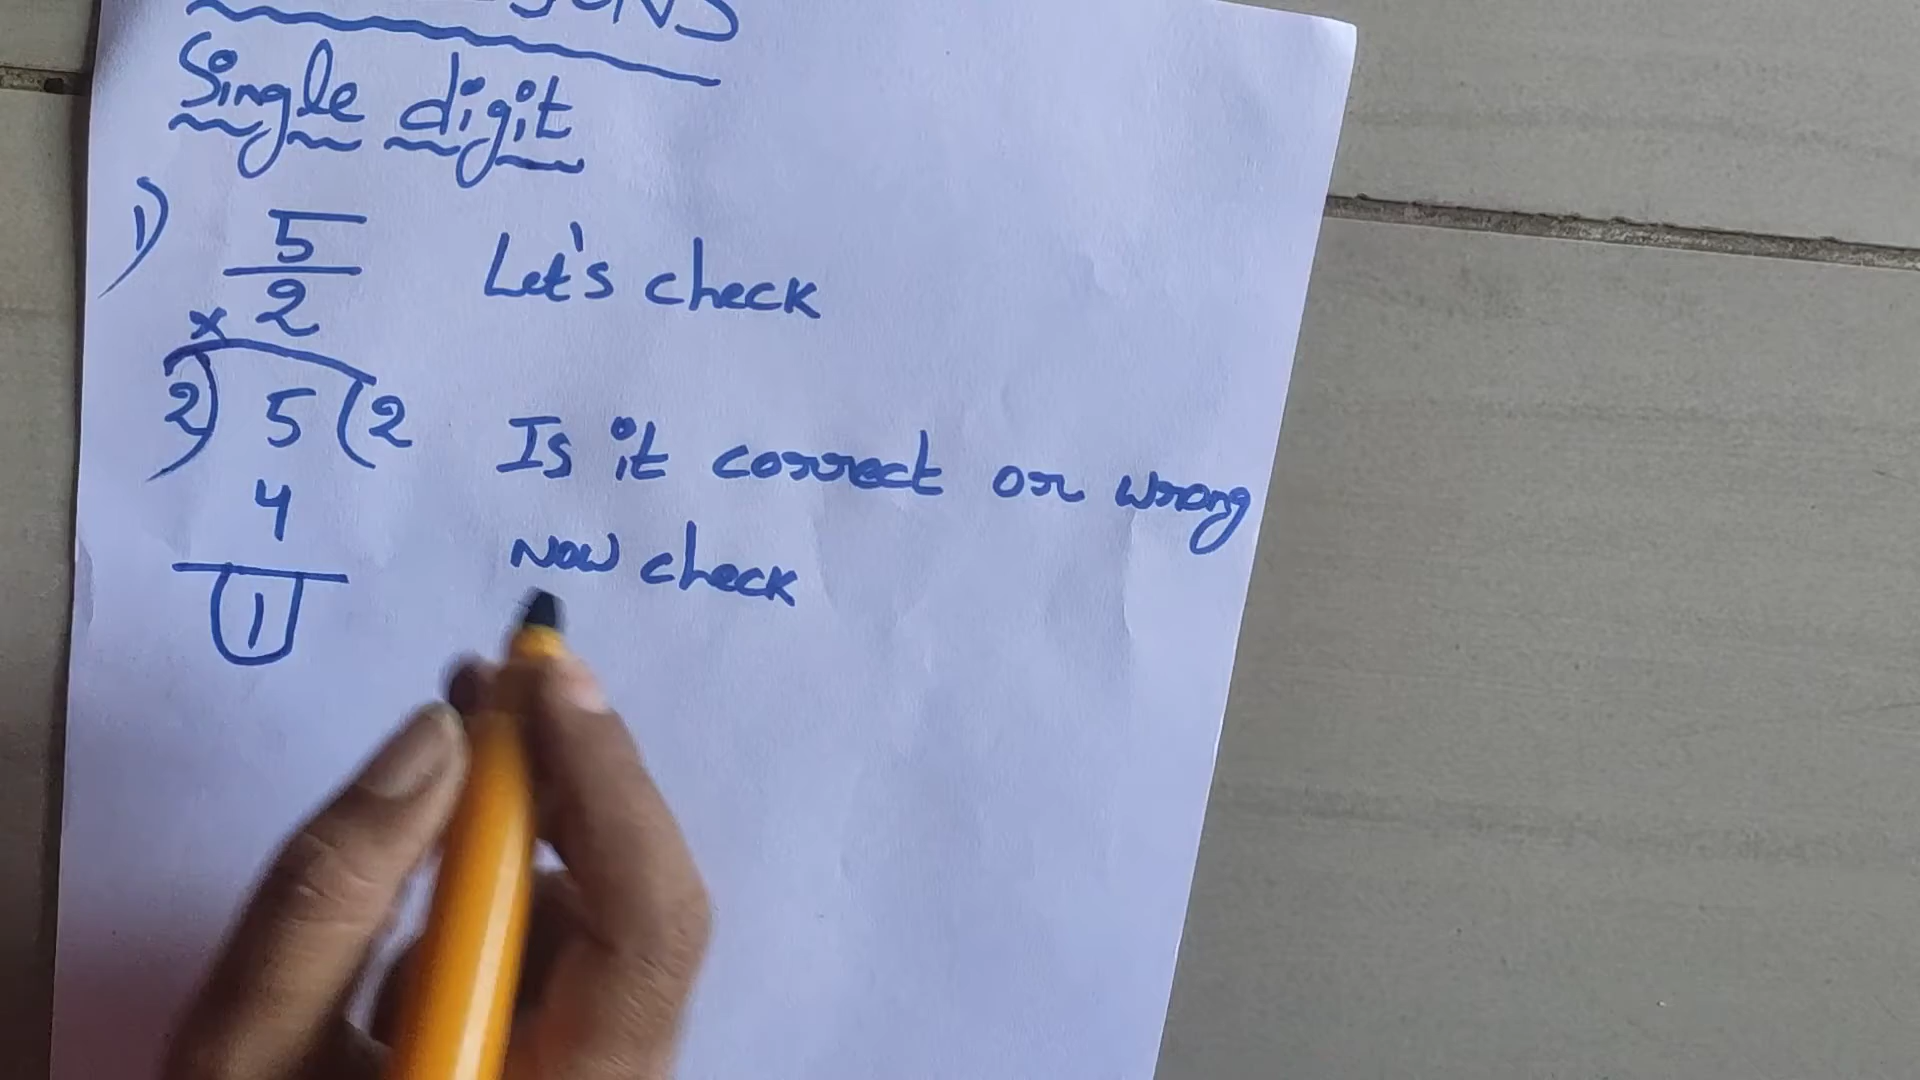 Single digit
1) 5 Let's check
2
x
2) 5 (2 Is it correct or wrong
4 Now check
1